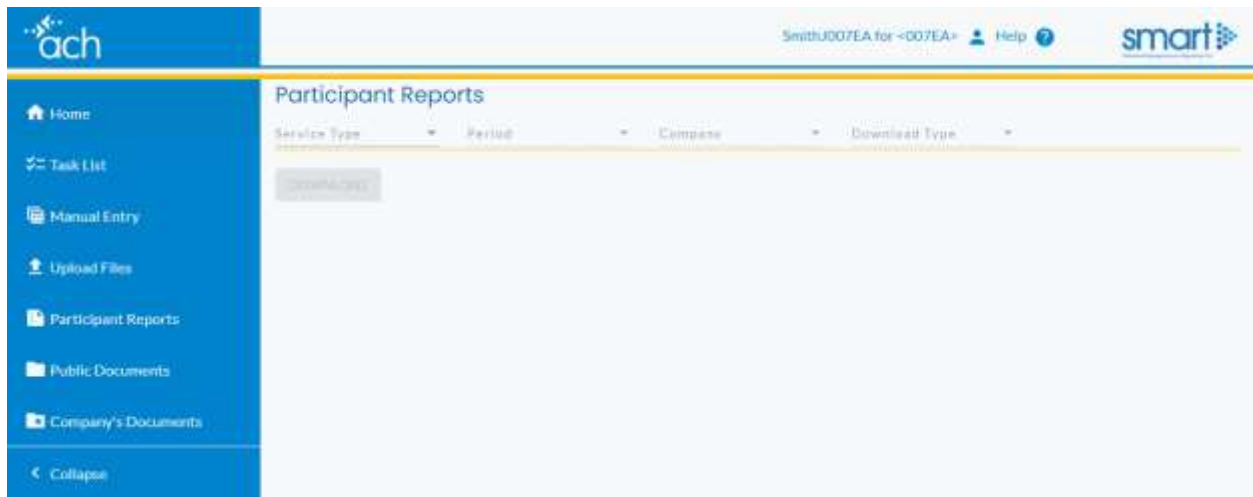 ach
SmithJ007EA for <007EA> Help ?
smart
Participant Reports
Service Type Period Company Download Type
DOWNLOAD
Home
Task List
Manual Entry
Upload Files
Participant Reports
Public Documents
Company's Documents
Collapse